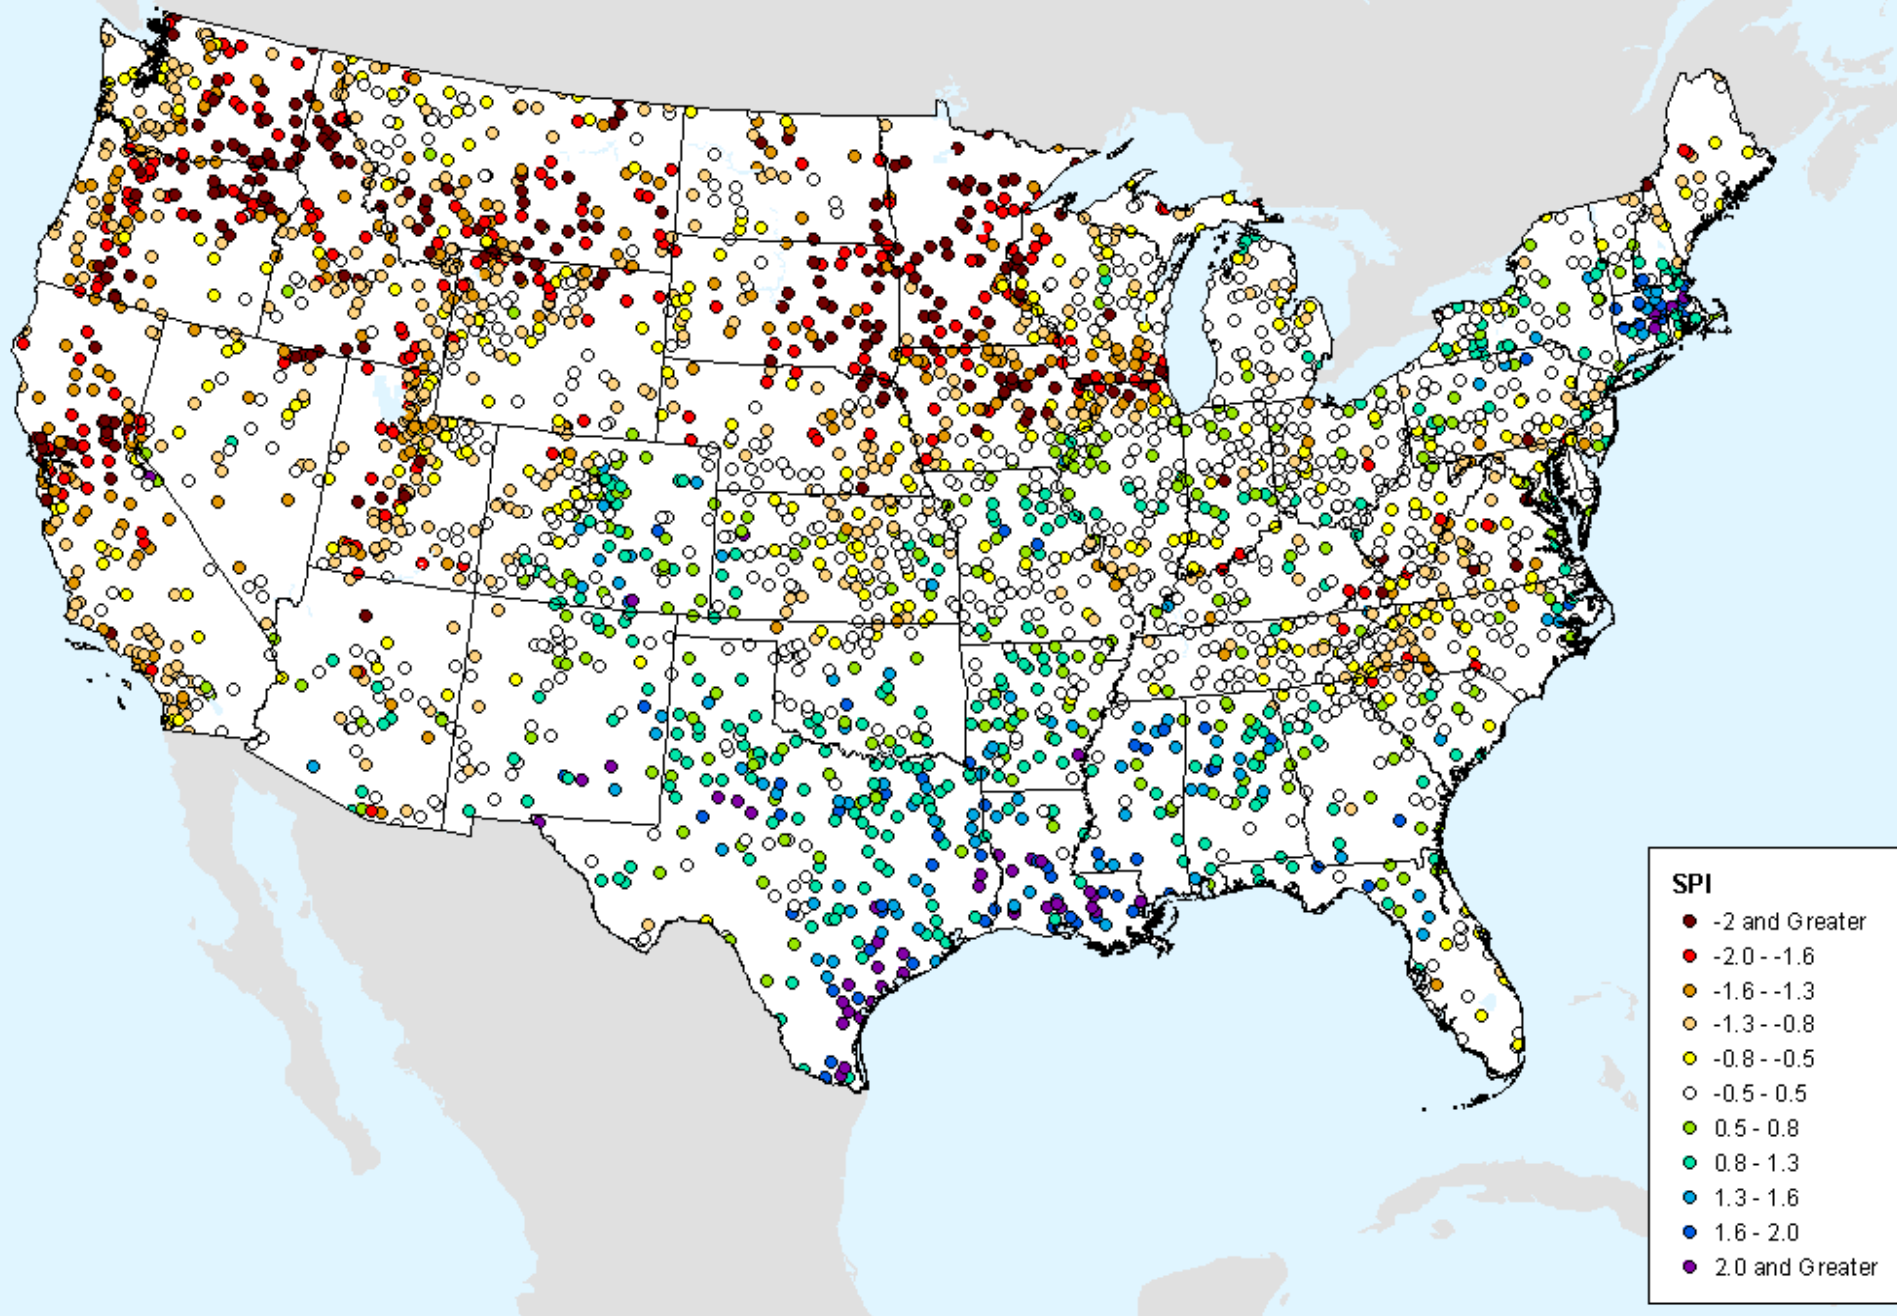 SPI
-2 and Greater
-2.0 - -1.6
-1.6 - -1.3
-1.3 - -0.8
-0.8 - -0.5
-0.5 - 0.5
0.5 - 0.8
0.8 - 1.3
1.3 - 1.6
1.6 - 2.0
2.0 and Greater